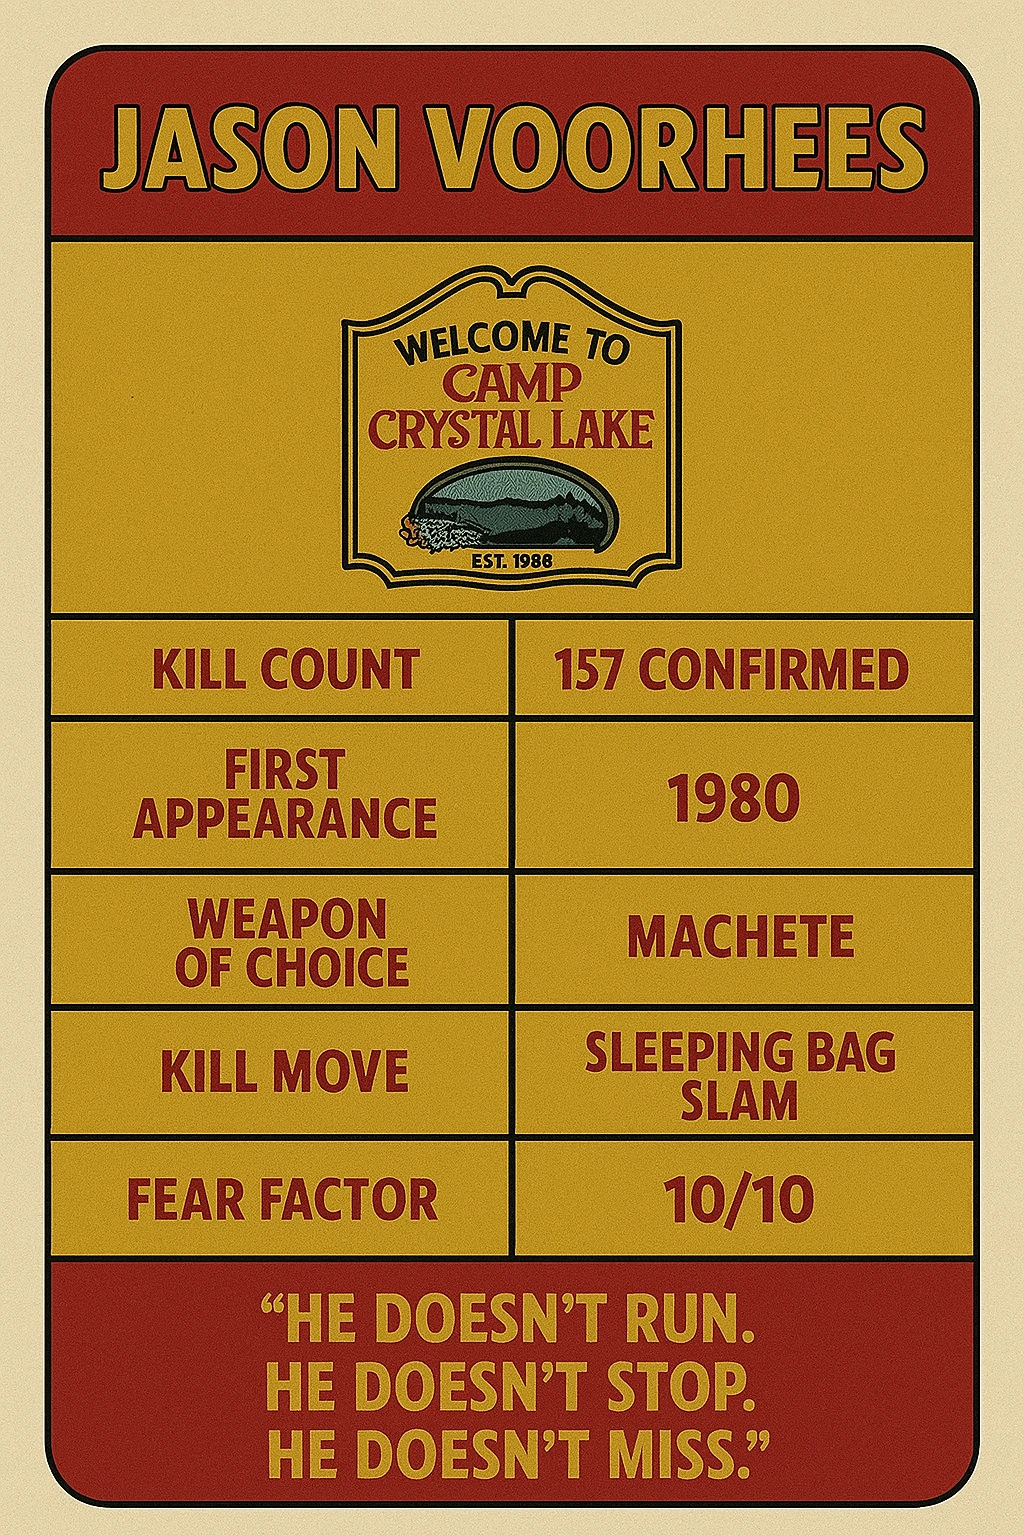 JASON VOORHEES
WELCOME TO
CAMP
CRYSTAL LAKE
EST. 1988
KILL COUNT
157 CONFIRMED
FIRST
APPEARANCE
1980
WEAPON
OF CHOICE
MACHETE
KILL MOVE
SLEEPING BAG
SLAM
FEAR FACTOR
10/10
“HE DOESN’T RUN.
HE DOESN’T STOP.
HE DOESN’T MISS.”